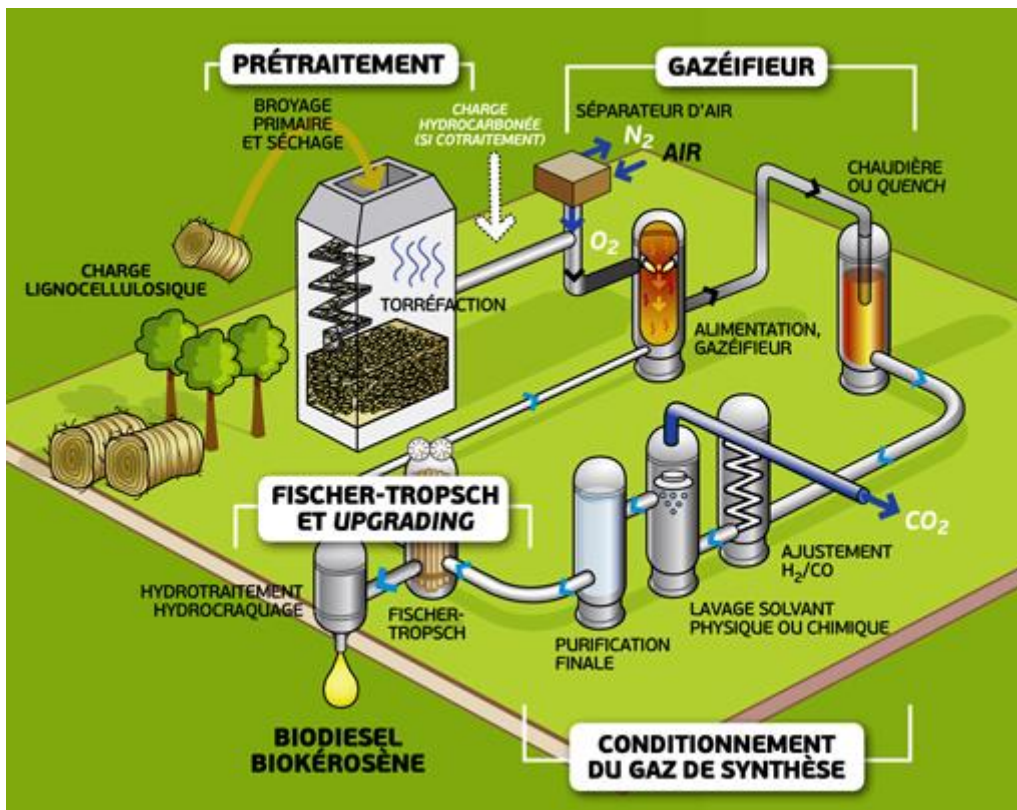 PRÉTRAITEMENT
BROYAGE
PRIMAIRE
ET SÉCHAGE
CHARGE
HYDROCARBONÉE
(SI COTRAITEMENT)
GAZÉIFIEUR
SÉPARATEUR D'AIR
N₂
AIR
O₂
CHAUDIÈRE
OU QUENCH
CHARGE
LIGNOCELLULOSIQUE
TORRÉFACTION
ALIMENTATION,
GAZÉIFIEUR
FISCHER-TROPSCH
ET UPGRADING
CO₂
AJUSTEMENT
H₂/CO
HYDROTRAITEMENT
HYDROCRAQUAGE
FISCHER-
TROPSCH
LAVAGE SOLVANT
PHYSIQUE OU CHIMIQUE
PURIFICATION
FINALE
BIODIESEL
BIOKÉROSÈNE
CONDITIONNEMENT
DU GAZ DE SYNTHÈSE